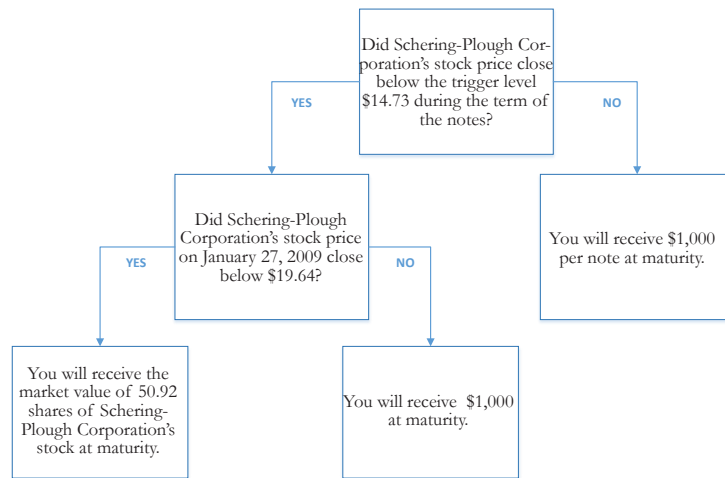 Did Schering-Plough Cor-
poration's stock price close
below the trigger level
$14.73 during the term of
the notes?
YES
NO
Did Schering-Plough
Corporation's stock price
on January 27, 2009 close
below $19.64?
You will receive $1,000
per note at maturity.
YES
NO
You will receive the
market value of 50.92
shares of Schering-
Plough Corporation's
stock at maturity.
You will receive $1,000
at maturity.